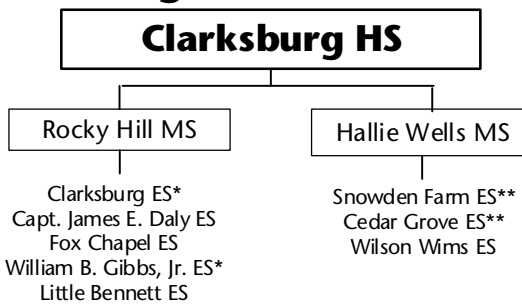 Clarksburg HS
Rocky Hill MS
Clarksburg ES*
Capt. James E. Daly ES
Fox Chapel ES
William B. Gibbs, Jr. ES*
Little Bennett ES
Hallie Wells MS
Snowden Farm ES**
Cedar Grove ES**
Wilson Wims ES